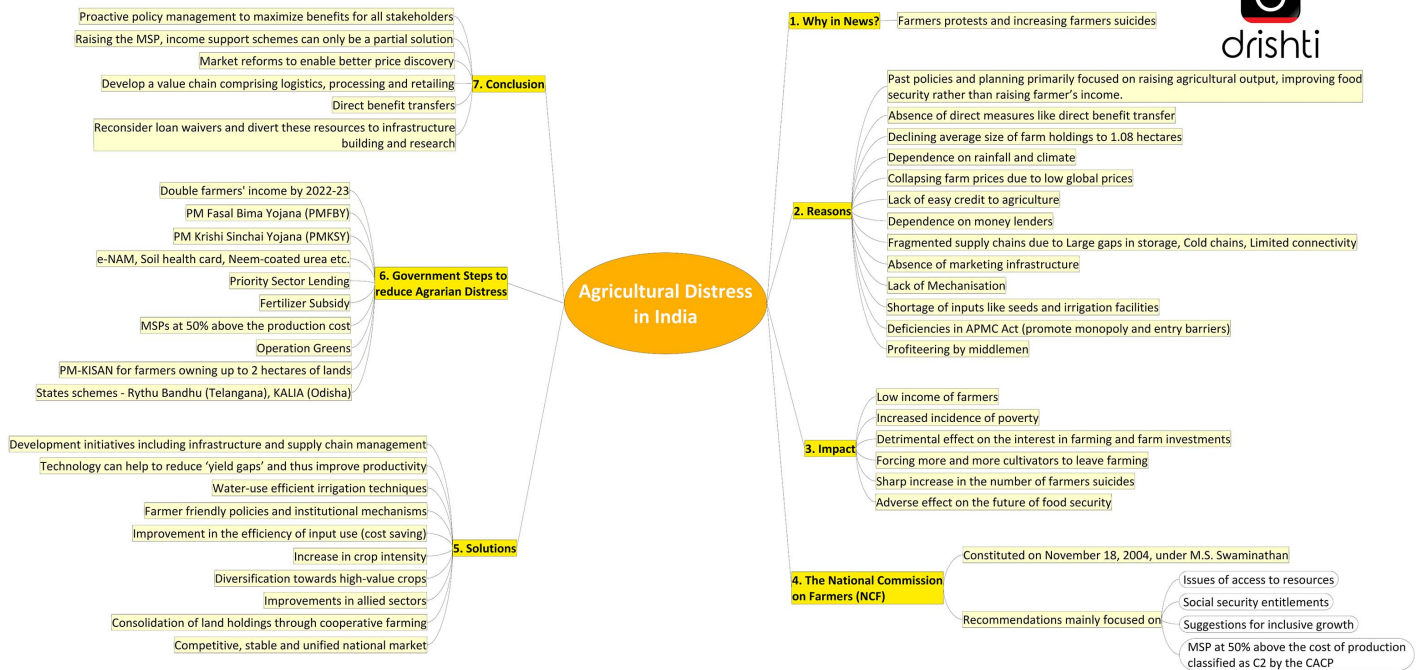 drishti
Agricultural Distress
in India
1. Why in News?
Farmers protests and increasing farmers suicides
2. Reasons
Past policies and planning primarily focused on raising agricultural output, improving food
security rather than raising farmer's income.
Absence of direct measures like direct benefit transfer
Declining average size of farm holdings to 1.08 hectares
Dependence on rainfall and climate
Collapsing farm prices due to low global prices
Lack of easy credit to agriculture
Dependence on money lenders
Fragmented supply chains due to Large gaps in storage, Cold chains, Limited connectivity
Absence of marketing infrastructure
Lack of Mechanisation
Shortage of inputs like seeds and irrigation facilities
Deficiencies in APMC Act (promote monopoly and entry barriers)
Profiteering by middlemen
3. Impact
Low income of farmers
Increased incidence of poverty
Detrimental effect on the interest in farming and farm investments
Forcing more and more cultivators to leave farming
Sharp increase in the number of farmers suicides
Adverse effect on the future of food security
4. The National Commission
on Farmers (NCF)
Constituted on November 18, 2004, under M.S. Swaminathan
Recommendations mainly focused on
Issues of access to resources
Social security entitlements
Suggestions for inclusive growth
MSP at 50% above the cost of production
classified as C2 by the CACP
5. Solutions
Development initiatives including infrastructure and supply chain management
Technology can help to reduce 'yield gaps' and thus improve productivity
Water-use efficient irrigation techniques
Farmer friendly policies and institutional mechanisms
Improvement in the efficiency of input use (cost saving)
Increase in crop intensity
Diversification towards high-value crops
Improvements in allied sectors
Consolidation of land holdings through cooperative farming
Competitive, stable and unified national market
6. Government Steps to
reduce Agrarian Distress
Double farmers' income by 2022-23
PM Fasal Bima Yojana (PMFBY)
PM Krishi Sinchai Yojana (PMKSY)
e-NAM, Soil health card, Neem-coated urea etc.
Priority Sector Lending
Fertilizer Subsidy
MSPs at 50% above the production cost
Operation Greens
PM-KISAN for farmers owning up to 2 hectares of lands
States schemes - Rythu Bandhu (Telangana), KALIA (Odisha)
7. Conclusion
Proactive policy management to maximize benefits for all stakeholders
Raising the MSP, income support schemes can only be a partial solution
Market reforms to enable better price discovery
Develop a value chain comprising logistics, processing and retailing
Direct benefit transfers
Reconsider loan waivers and divert these resources to infrastructure
building and research